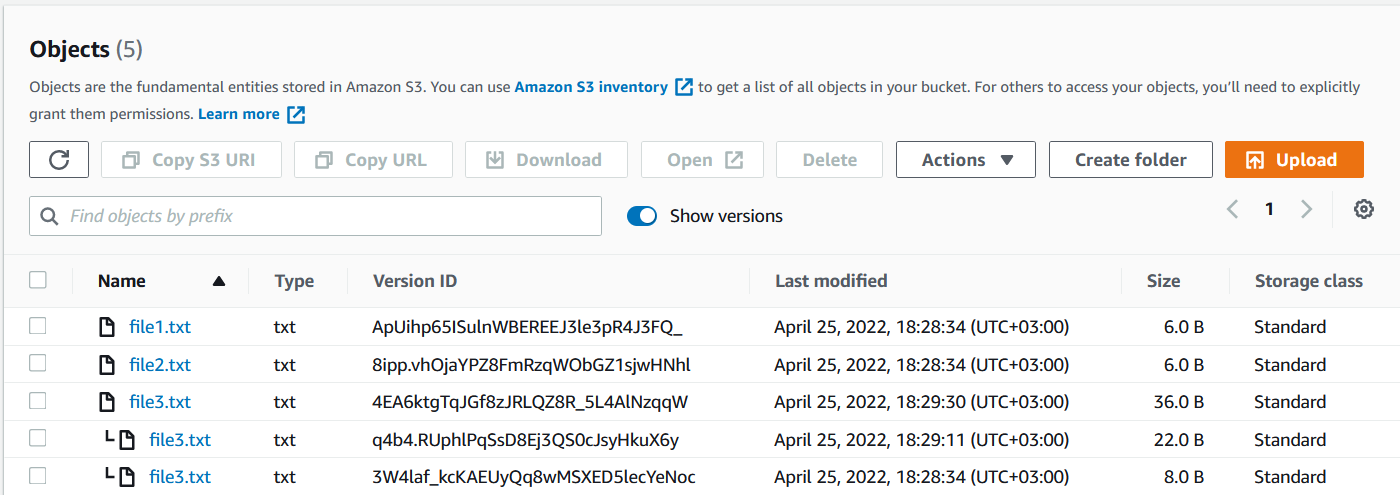 Objects (5)
Objects are the fundamental entities stored in Amazon S3. You can use Amazon S3 inventory to get a list of all objects in your bucket. For others to access your objects, you’ll need to explicitly
grant them permissions. Learn more
Copy S3 URI Copy URL Download Open Delete Actions Create folder Upload
Find objects by prefix Show versions 1
Name Type Version ID Last modified Size Storage class
file1.txt txt ApUihp65ISulnWBEREEJ3le3pR4J3FQ_ April 25, 2022, 18:28:34 (UTC+03:00) 6.0 B Standard
file2.txt txt 8ipp.vhOjaYPZ8FmRzqWObGZ1sjwHNhl April 25, 2022, 18:28:34 (UTC+03:00) 6.0 B Standard
file3.txt txt 4EA6ktgTqJGf8zJRLQZ8R_5L4AlNzqqW April 25, 2022, 18:29:30 (UTC+03:00) 36.0 B Standard
file3.txt txt q4b4.RUphlPqSsD8Ej3QS0cJsyHkuX6y April 25, 2022, 18:29:11 (UTC+03:00) 22.0 B Standard
file3.txt txt 3W4laf_kcKAEUyQq8wMSXED5lecYeNoc April 25, 2022, 18:28:34 (UTC+03:00) 8.0 B Standard